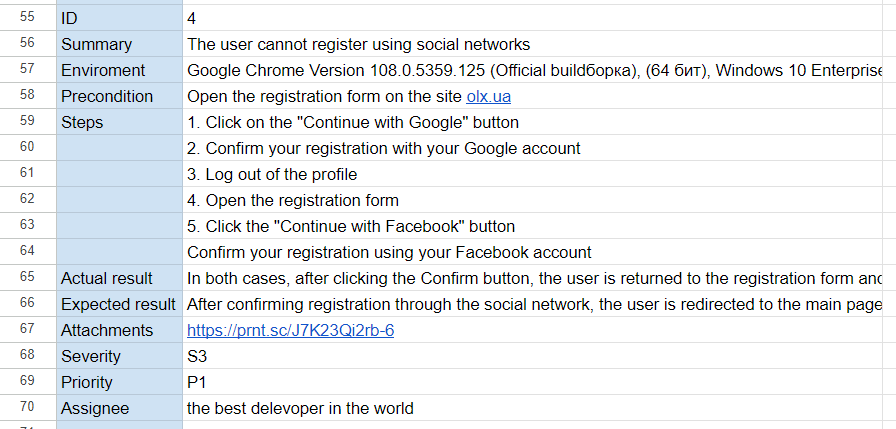 55 ID 4
56 Summary The user cannot register using social networks
57 Enviroment Google Chrome Version 108.0.5359.125 (Official buildборка), (64 бит), Windows 10 Enterprise
58 Precondition Open the registration form on the site olx.ua
59 Steps 1. Click on the "Continue with Google" button
60 2. Confirm your registration with your Google account
61 3. Log out of the profile
62 4. Open the registration form
63 5. Click the "Continue with Facebook" button
64 Confirm your registration using your Facebook account
65 Actual result In both cases, after clicking the Confirm button, the user is returned to the registration form and
66 Expected result After confirming registration through the social network, the user is redirected to the main page
67 Attachments https://prnt.sc/J7K23Qi2rb-6
68 Severity S3
69 Priority P1
70 Assignee the best delevoper in the world